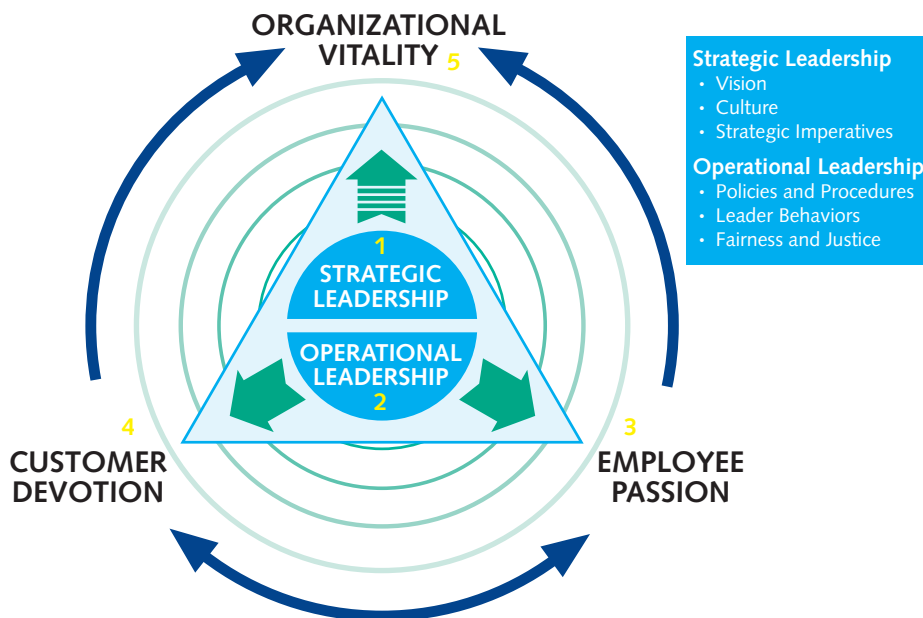 ORGANIZATIONAL
VITALITY 5
Strategic Leadership
• Vision
• Culture
• Strategic Imperatives
Operational Leadership
• Policies and Procedures
• Leader Behaviors
• Fairness and Justice
1
STRATEGIC
LEADERSHIP
OPERATIONAL
LEADERSHIP
2
4
CUSTOMER
DEVOTION
3
EMPLOYEE
PASSION